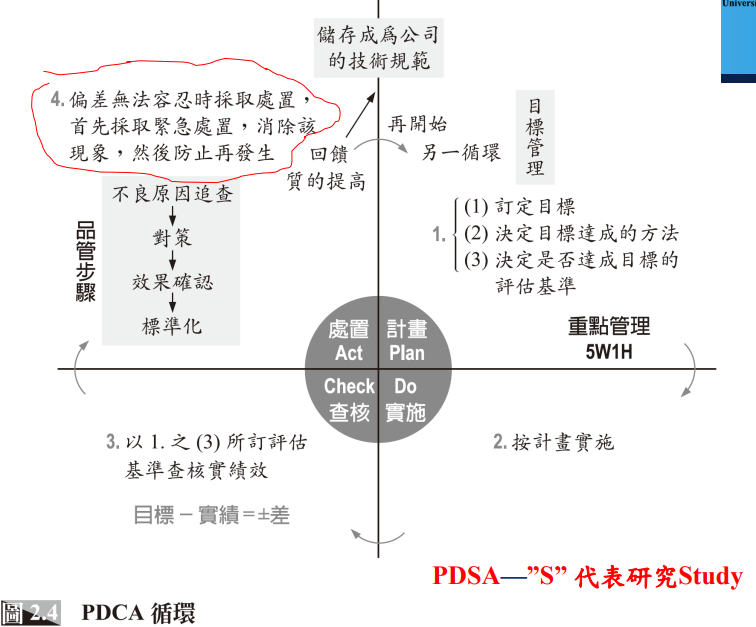 Univers
儲存成為公司
的技術規範
4. 偏差無法容忍時採取處置，
首先採取緊急處置，消除該
現象，然後防止再發生
回饋
質的提高
再開始
另一循環
目標管理
品管步驟
不良原因追查
對策
效果確認
標準化
1.
(1) 訂定目標
(2) 決定目標達成的方法
(3) 決定是否達成目標的
評估基準
處置
Act
計畫
Plan
Check
查核
Do
實施
重點管理
5W1H
3. 以 1. 之 (3) 所訂評估
基準查核實績效
目標－實績＝±差
2. 按計畫實施
PDSA—”S” 代表研究Study
圖 2.4 PDCA 循環